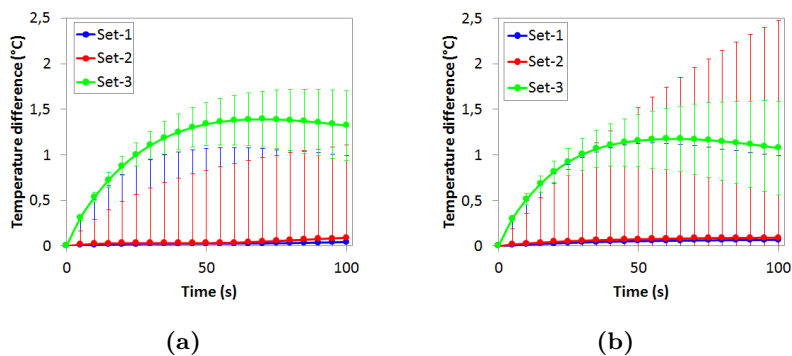 2,5
2
1,5
1
0,5
0
Temperature difference (°C)
Set-1
Set-2
Set-3
0
50
100
Time (s)
(a)
2,5
2
1,5
1
0,5
0
Temperature difference (°C)
Set-1
Set-2
Set-3
0
50
100
Time (s)
(b)